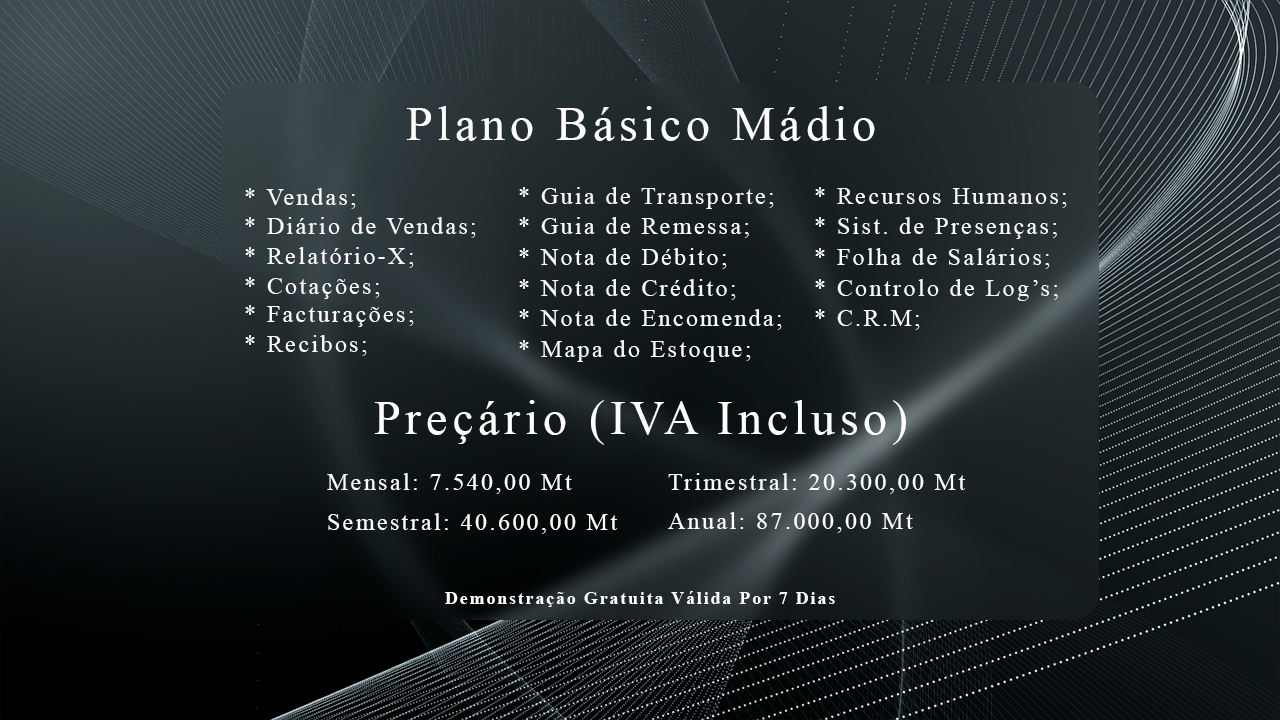 Plano Básico Mádio
* Vendas;
* Diário de Vendas;
* Relatório-X;
* Cotações;
* Facturações;
* Recibos;
* Guia de Transporte;
* Guia de Remessa;
* Nota de Débito;
* Nota de Crédito;
* Nota de Encomenda;
* Mapa do Estoque;
* Recursos Humanos;
* Sist. de Presenças;
* Folha de Salários;
* Controlo de Log’s;
* C.R.M;
Preçário (IVA Incluso)
Mensal: 7.540,00 Mt
Trimestral: 20.300,00 Mt
Semestral: 40.600,00 Mt
Anual: 87.000,00 Mt
Demonstração Gratuita Válida Por 7 Dias